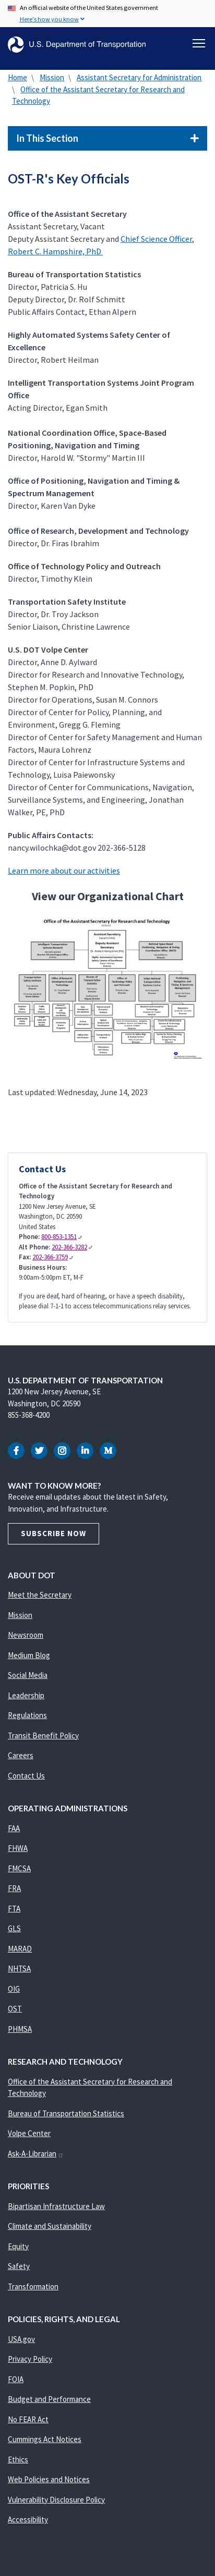 An official website of the United States government
Here's how you know
U.S. Department of Transportation
Home \ Mission \ Assistant Secretary for Administration
\ Office of the Assistant Secretary for Research and
Technology
In This Section +
OST-R's Key Officials
Office of the Assistant Secretary
Assistant Secretary, Vacant
Deputy Assistant Secretary and Chief Science Officer,
Robert C. Hampshire, PhD
Bureau of Transportation Statistics
Director, Patricia S. Hu
Deputy Director, Dr. Rolf Schmitt
Public Affairs Contact, Ethan Alpern
Highly Automated Systems Safety Center of
Excellence
Director, Robert Heilman
Intelligent Transportation Systems Joint Program
Office
Acting Director, Egan Smith
National Coordination Office, Space-Based
Positioning, Navigation and Timing
Director, Harold W. "Stormy" Martin III
Office of Positioning, Navigation and Timing &
Spectrum Management
Director, Karen Van Dyke
Office of Research, Development and Technology
Director, Dr. Firas Ibrahim
Office of Technology Policy and Outreach
Director, Timothy Klein
Transportation Safety Institute
Director, Dr. Troy Jackson
Senior Liaison, Christine Lawrence
U.S. DOT Volpe Center
Director, Anne D. Aylward
Director for Research and Innovative Technology,
Stephen M. Popkin, PhD
Director for Operations, Susan M. Connors
Director of Center for Policy, Planning, and
Environment, Gregg G. Fleming
Director of Center for Safety Management and Human
Factors, Maura Lohrenz
Director of Center for Infrastructure Systems and
Technology, Luisa Paiewonsky
Director of Center for Communications, Navigation,
Surveillance Systems, and Engineering, Jonathan
Walker, PE, PhD
Public Affairs Contacts:
nancy.wilochka@dot.gov 202-366-5128
Learn more about our activities
View our Organizational Chart
Office of the Assistant Secretary for Research and Technology
Last updated: Wednesday, June 14, 2023
Contact Us
Office of the Assistant Secretary for Research and
Technology
1200 New Jersey Avenue, SE
Washington, DC 20590
United States
Phone: 800-853-1351
Alt Phone: 202-366-3282
Fax: 202-366-3759
Business Hours:
9:00am-5:00pm ET, M-F
If you are deaf, hard of hearing, or have a speech disability,
please dial 7-1-1 to access telecommunications relay services.
U.S. DEPARTMENT OF TRANSPORTATION
1200 New Jersey Avenue, SE
Washington, DC 20590
855-368-4200
WANT TO KNOW MORE?
Receive email updates about the latest in Safety,
Innovation, and Infrastructure.
SUBSCRIBE NOW
ABOUT DOT
Meet the Secretary
Mission
Newsroom
Medium Blog
Social Media
Leadership
Regulations
Transit Benefit Policy
Careers
Contact Us
OPERATING ADMINISTRATIONS
FAA
FHWA
FMCSA
FRA
FTA
GLS
MARAD
NHTSA
OIG
OST
PHMSA
RESEARCH AND TECHNOLOGY
Office of the Assistant Secretary for Research and
Technology
Bureau of Transportation Statistics
Volpe Center
Ask-A-Librarian
PRIORITIES
Bipartisan Infrastructure Law
Climate and Sustainability
Equity
Safety
Transformation
POLICIES, RIGHTS, AND LEGAL
USA.gov
Privacy Policy
FOIA
Budget and Performance
No FEAR Act
Cummings Act Notices
Ethics
Web Policies and Notices
Vulnerability Disclosure Policy
Accessibility